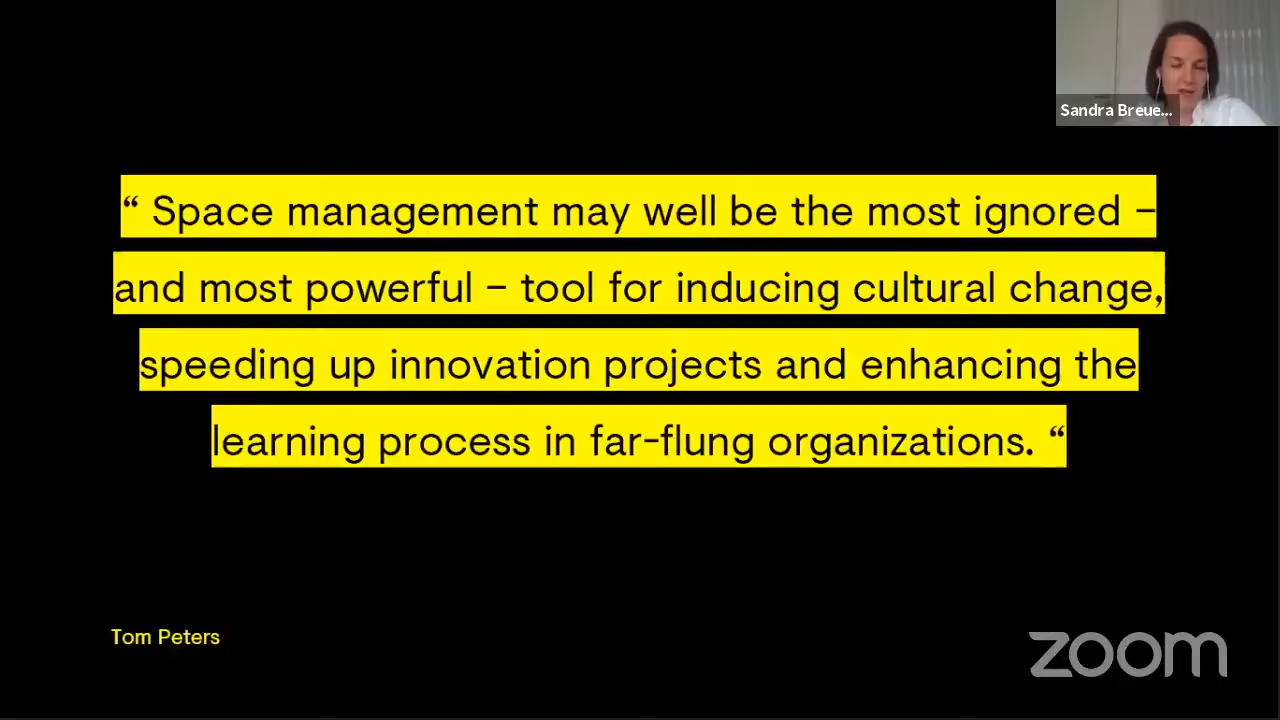 Sandra Breue...
“ Space management may well be the most ignored –
and most powerful – tool for inducing cultural change,
speeding up innovation projects and enhancing the
learning process in far-flung organizations. “
Tom Peters
zoom